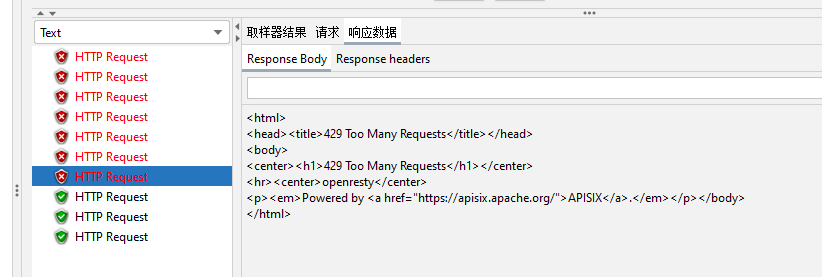 Text
HTTP Request
HTTP Request
HTTP Request
HTTP Request
HTTP Request
HTTP Request
HTTP Request
HTTP Request
HTTP Request
HTTP Request
取样器结果 请求 响应数据
Response Body Response headers
<html>
<head><title>429 Too Many Requests</title></head>
<body>
<center><h1>429 Too Many Requests</h1></center>
<hr><center>openresty</center>
<p><em>Powered by <a href="https://apisix.apache.org/">APISIX</a>.</em></p></body>
</html>